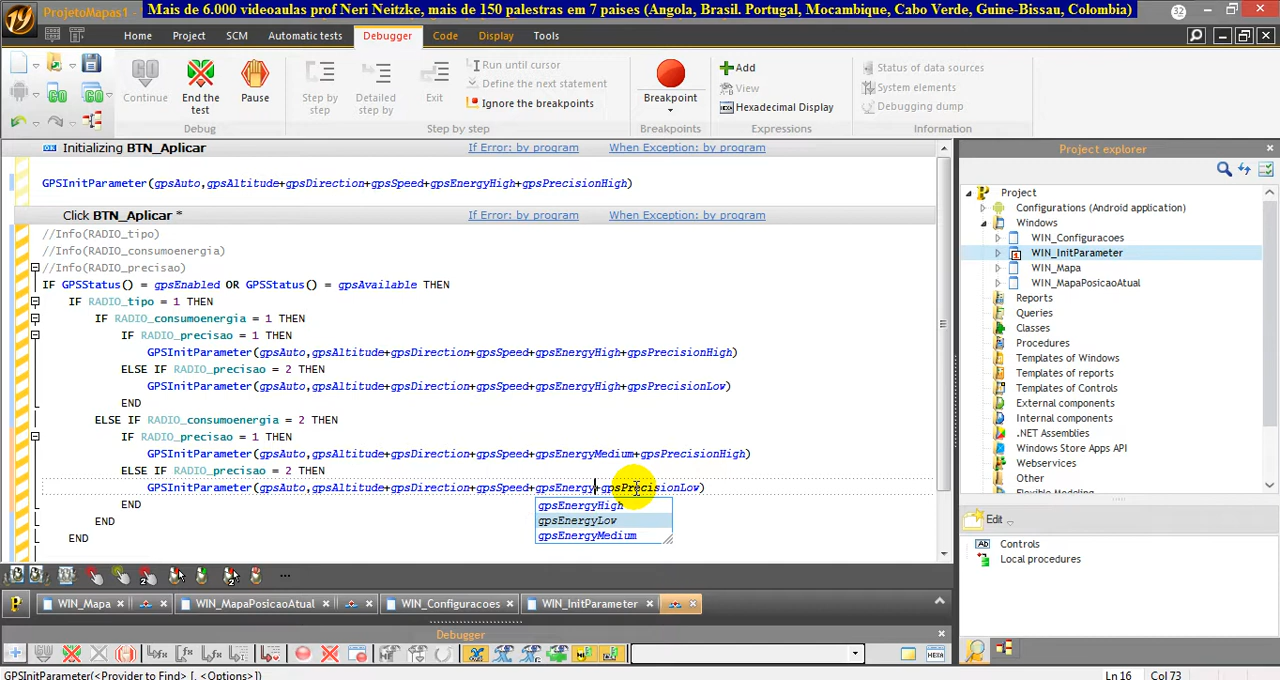 ProjetoMapas1 - Mais de 6.000 videoaulas prof Neri Neitzke, mais de 150 palestras em 7 paises (Angola, Brasil. Portugal, Mocambique, Cabo Verde, Guine-Bissau, Colombia) 32
Home Project SCM Automatic tests Debugger Code Display Tools
GO Continue End the test Pause Step by step Detailed step by Exit Run until cursor Breakpoint Add Status of data sources
Define the next statement View System elements
Ignore the breakpoints Hexadecimal Display Debugging dump
Debug Step by step Breakpoints Expressions Information
Initializing BTN_Aplicar If Error: by program When Exception: by program
GPSInitParameter(gpsAuto,gpsAltitude+gpsDirection+gpsSpeed+gpsEnergyHigh+gpsPrecisionHigh)
Click BTN_Aplicar * If Error: by program When Exception: by program
//Info(RADIO_tipo)
//Info(RADIO_consumoenergia)
//Info(RADIO_precisao)
IF GPSStatus() = gpsEnabled OR GPSStatus() = gpsAvailable THEN
IF RADIO_tipo = 1 THEN
IF RADIO_consumoenergia = 1 THEN
IF RADIO_precisao = 1 THEN
GPSInitParameter(gpsAuto,gpsAltitude+gpsDirection+gpsSpeed+gpsEnergyHigh+gpsPrecisionHigh)
ELSE IF RADIO_precisao = 2 THEN
GPSInitParameter(gpsAuto,gpsAltitude+gpsDirection+gpsSpeed+gpsEnergyHigh+gpsPrecisionLow)
END
ELSE IF RADIO_consumoenergia = 2 THEN
IF RADIO_precisao = 1 THEN
GPSInitParameter(gpsAuto,gpsAltitude+gpsDirection+gpsSpeed+gpsEnergyMedium+gpsPrecisionHigh)
ELSE IF RADIO_precisao = 2 THEN
GPSInitParameter(gpsAuto,gpsAltitude+gpsDirection+gpsSpeed+gpsEnergy+gpsPrecisionLow)
END
gpsEnergyHigh
gpsEnergyLow
gpsEnergyMedium
END
END
Project explorer
Project
Configurations (Android application)
Windows
WIN_Configuracoes
WIN_InitParameter
WIN_Mapa
WIN_MapaPosicaoAtual
Reports
Queries
Classes
Procedures
Templates of Windows
Templates of reports
Templates of Controls
External components
Internal components
.NET Assemblies
Windows Store Apps API
Webservices
Flexible Modeling
Edit
Controls
Local procedures
WIN_Mapa WIN_MapaPosicaoAtual WIN_Configuracoes WIN_InitParameter
Debugger
GPSInitParameter(<Provider to Find> [, <Options>]) Ln 16 Col 73